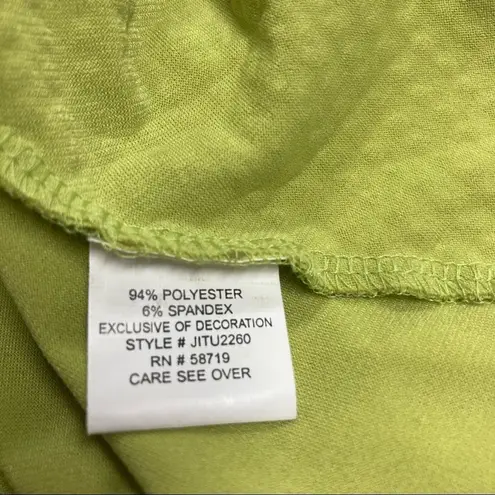 94% POLYESTER
6% SPANDEX
EXCLUSIVE OF DECORATION
STYLE # JITU2260
RN # 58719
CARE SEE OVER